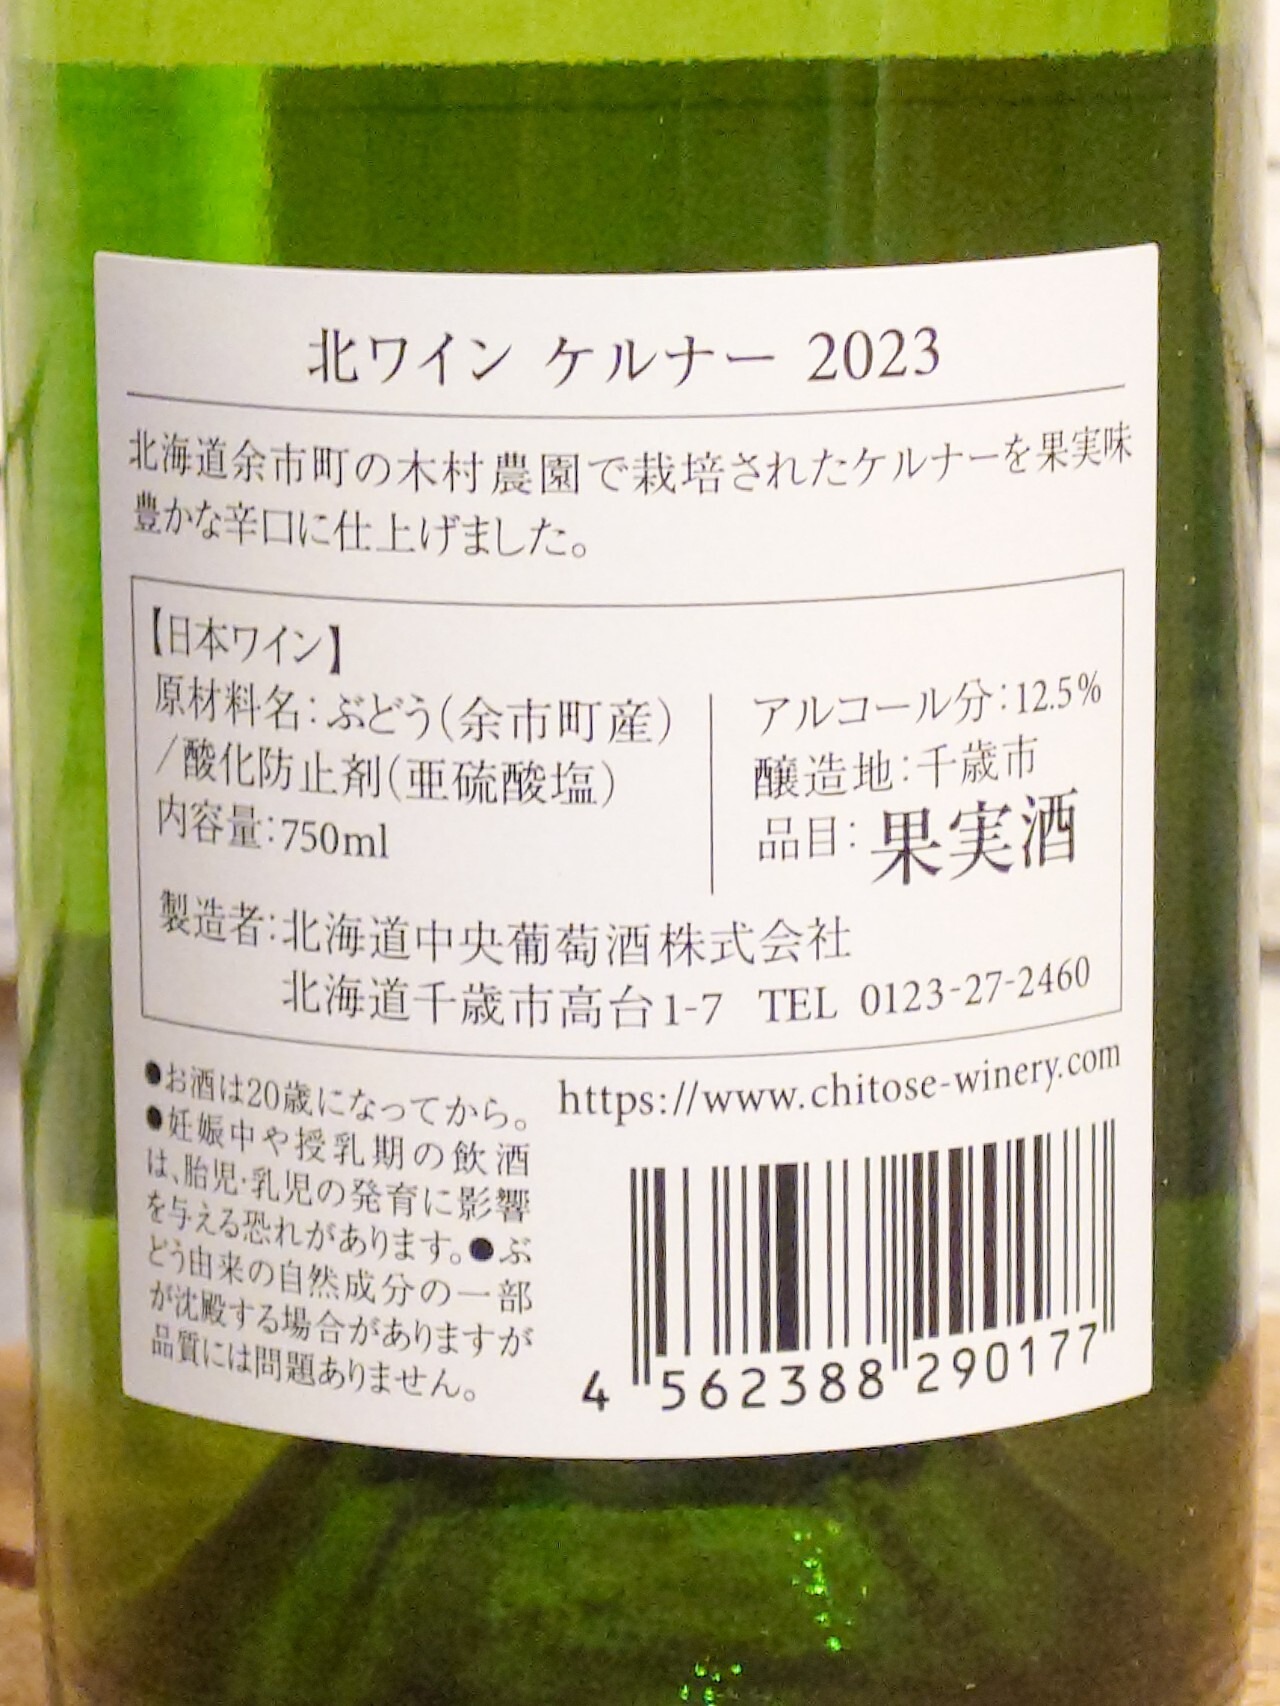 北ワイン ケルナー 2023
北海道余市町の木村農園で栽培されたケルナーを果実味
豊かな辛口に仕上げました。
【日本ワイン】
原材料名：ぶどう（余市町産）
/酸化防止剤（亜硫酸塩）
内容量：750ml
アルコール分：12.5%
醸造地：千歳市
品目：果実酒
製造者：北海道中央葡萄酒株式会社
北海道千歳市高台1-7 TEL 0123-27-2460
●お酒は20歳になってから。
●妊娠中や授乳期の飲酒
は、胎児・乳児の発育に影響
を与える恐れがあります。●ぶ
どう由来の自然成分の一部
が沈殿する場合がありますが
品質には問題ありません。
https://www.chitose-winery.com
4 562388 290177